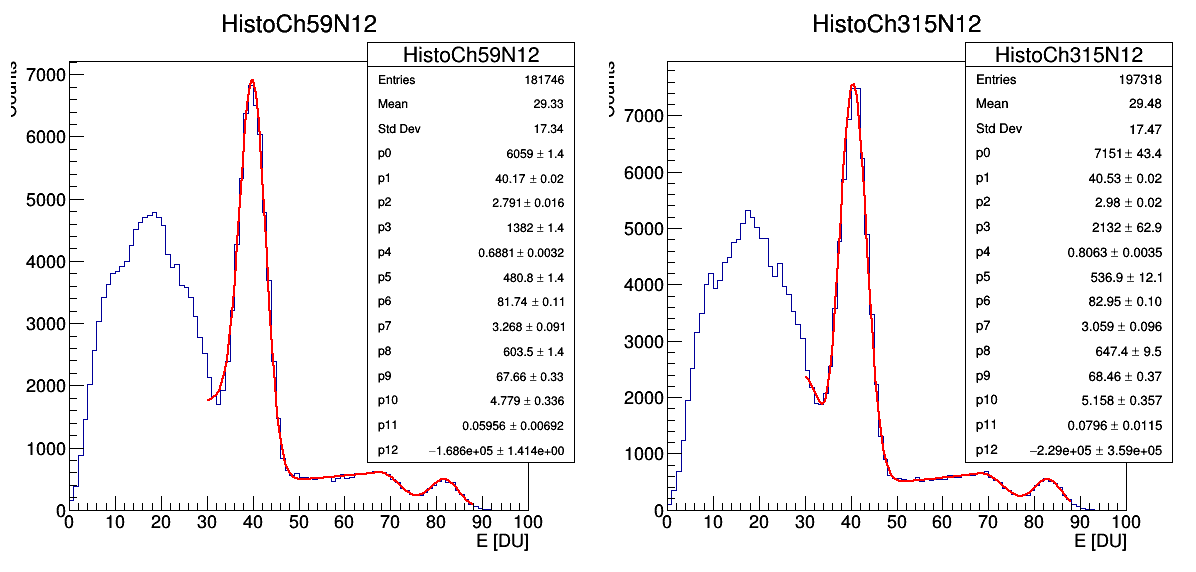 HistoCh59N12
HistoCh59N12
Entries 181746
Mean 29.33
Std Dev 17.34
p0 6059 ± 1.4
p1 40.17 ± 0.02
p2 2.791 ± 0.016
p3 1382 ± 1.4
p4 0.6881 ± 0.0032
p5 480.8 ± 1.4
p6 81.74 ± 0.11
p7 3.268 ± 0.091
p8 603.5 ± 1.4
p9 67.66 ± 0.33
p10 4.779 ± 0.336
p11 0.05956 ± 0.00692
p12 −1.686e+05 ± 1.414e+00
7000
6000
5000
4000
3000
2000
1000
0
0 10 20 30 40 50 60 70 80 90 100
E [DU]
HistoCh315N12
HistoCh315N12
Entries 197318
Mean 29.48
Std Dev 17.47
p0 7151 ± 43.4
p1 40.53 ± 0.02
p2 2.98 ± 0.02
p3 2132 ± 62.9
p4 0.8063 ± 0.0035
p5 536.9 ± 12.1
p6 82.95 ± 0.10
p7 3.059 ± 0.096
p8 647.4 ± 9.5
p9 68.46 ± 0.37
p10 5.158 ± 0.357
p11 0.0796 ± 0.0115
p12 −2.29e+05 ± 3.59e+05
7000
6000
5000
4000
3000
2000
1000
0
0 10 20 30 40 50 60 70 80 90 100
E [DU]